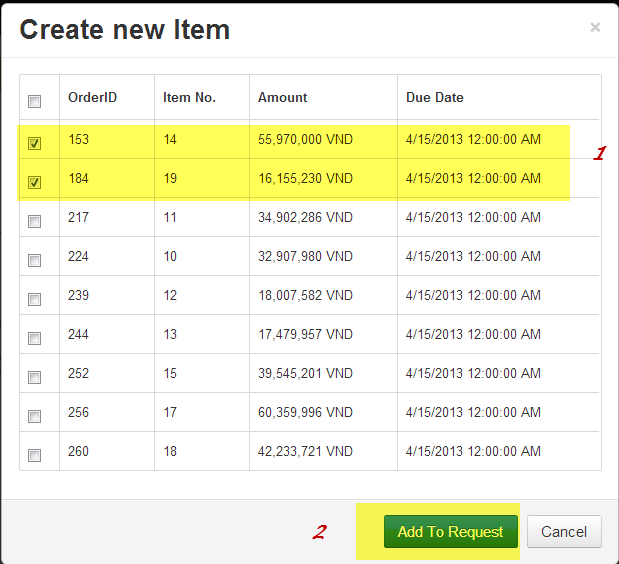 Create new Item ×
OrderID Item No. Amount Due Date
153 14 55,970,000 VND 4/15/2013 12:00:00 AM 1
184 19 16,155,230 VND 4/15/2013 12:00:00 AM
217 11 34,902,286 VND 4/15/2013 12:00:00 AM
224 10 32,907,980 VND 4/15/2013 12:00:00 AM
239 12 18,007,582 VND 4/15/2013 12:00:00 AM
244 13 17,479,957 VND 4/15/2013 12:00:00 AM
252 15 39,545,201 VND 4/15/2013 12:00:00 AM
256 17 60,359,996 VND 4/15/2013 12:00:00 AM
260 18 42,233,721 VND 4/15/2013 12:00:00 AM
2 Add To Request Cancel